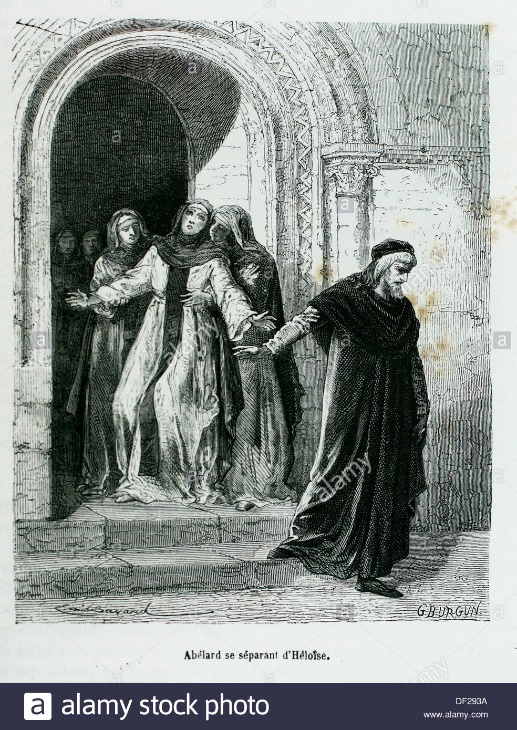 G. BURGUN.
Abélard se séparant d'Héloïse.
a alamy stock photo
DF293A
www.alamy.com